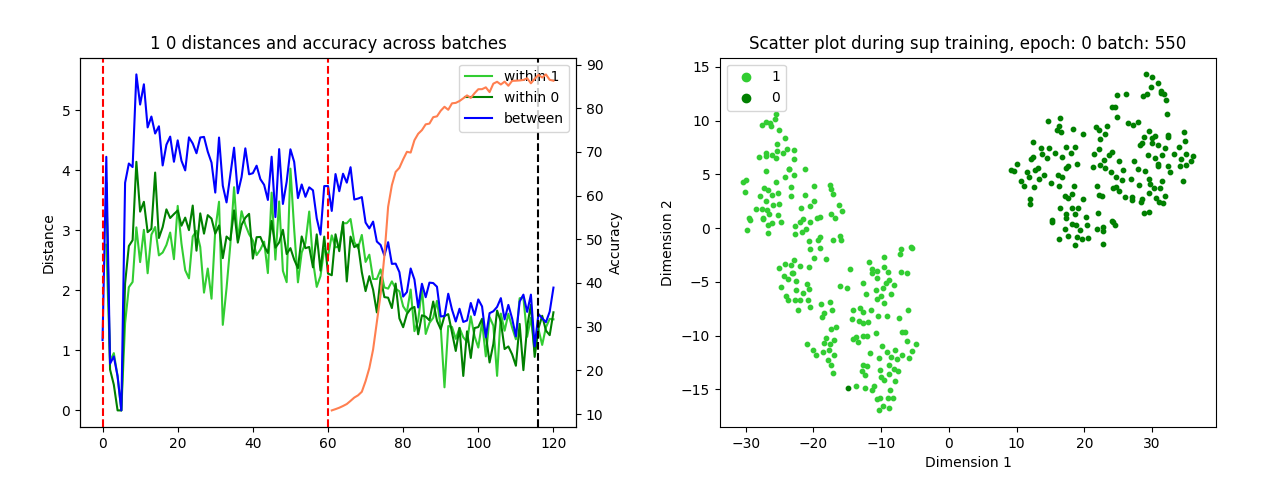 1 0 distances and accuracy across batches
within 1
within 0
between
Distance
5
4
3
2
1
0
0 20 40 60 80 100 120
Accuracy
90
80
70
60
50
40
30
20
10
Scatter plot during sup training, epoch: 0 batch: 550
1
0
Dimension 2
15
10
5
0
−5
−10
−15
−30 −20 −10 0 10 20 30
Dimension 1